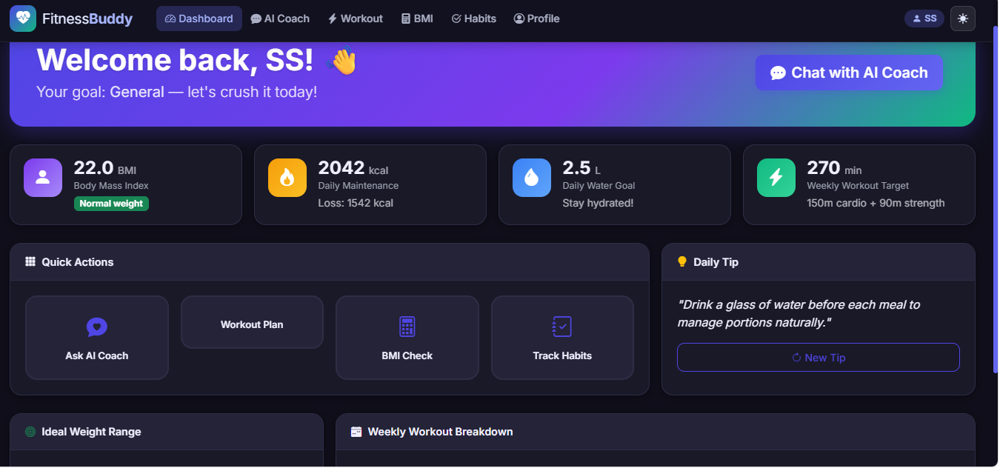 FitnessBuddy Dashboard AI Coach Workout BMI Habits Profile SS
Welcome back, SS! 👋
Chat with AI Coach
Your goal: General — let's crush it today!
22.0 BMI
Body Mass Index
Normal weight
2042 kcal
Daily Maintenance
Loss: 1542 kcal
2.5 L
Daily Water Goal
Stay hydrated!
270 min
Weekly Workout Target
150m cardio + 90m strength
Quick Actions
Ask AI Coach
Workout Plan
BMI Check
Track Habits
Daily Tip
"Drink a glass of water before each meal to
manage portions naturally."
New Tip
Ideal Weight Range
Weekly Workout Breakdown